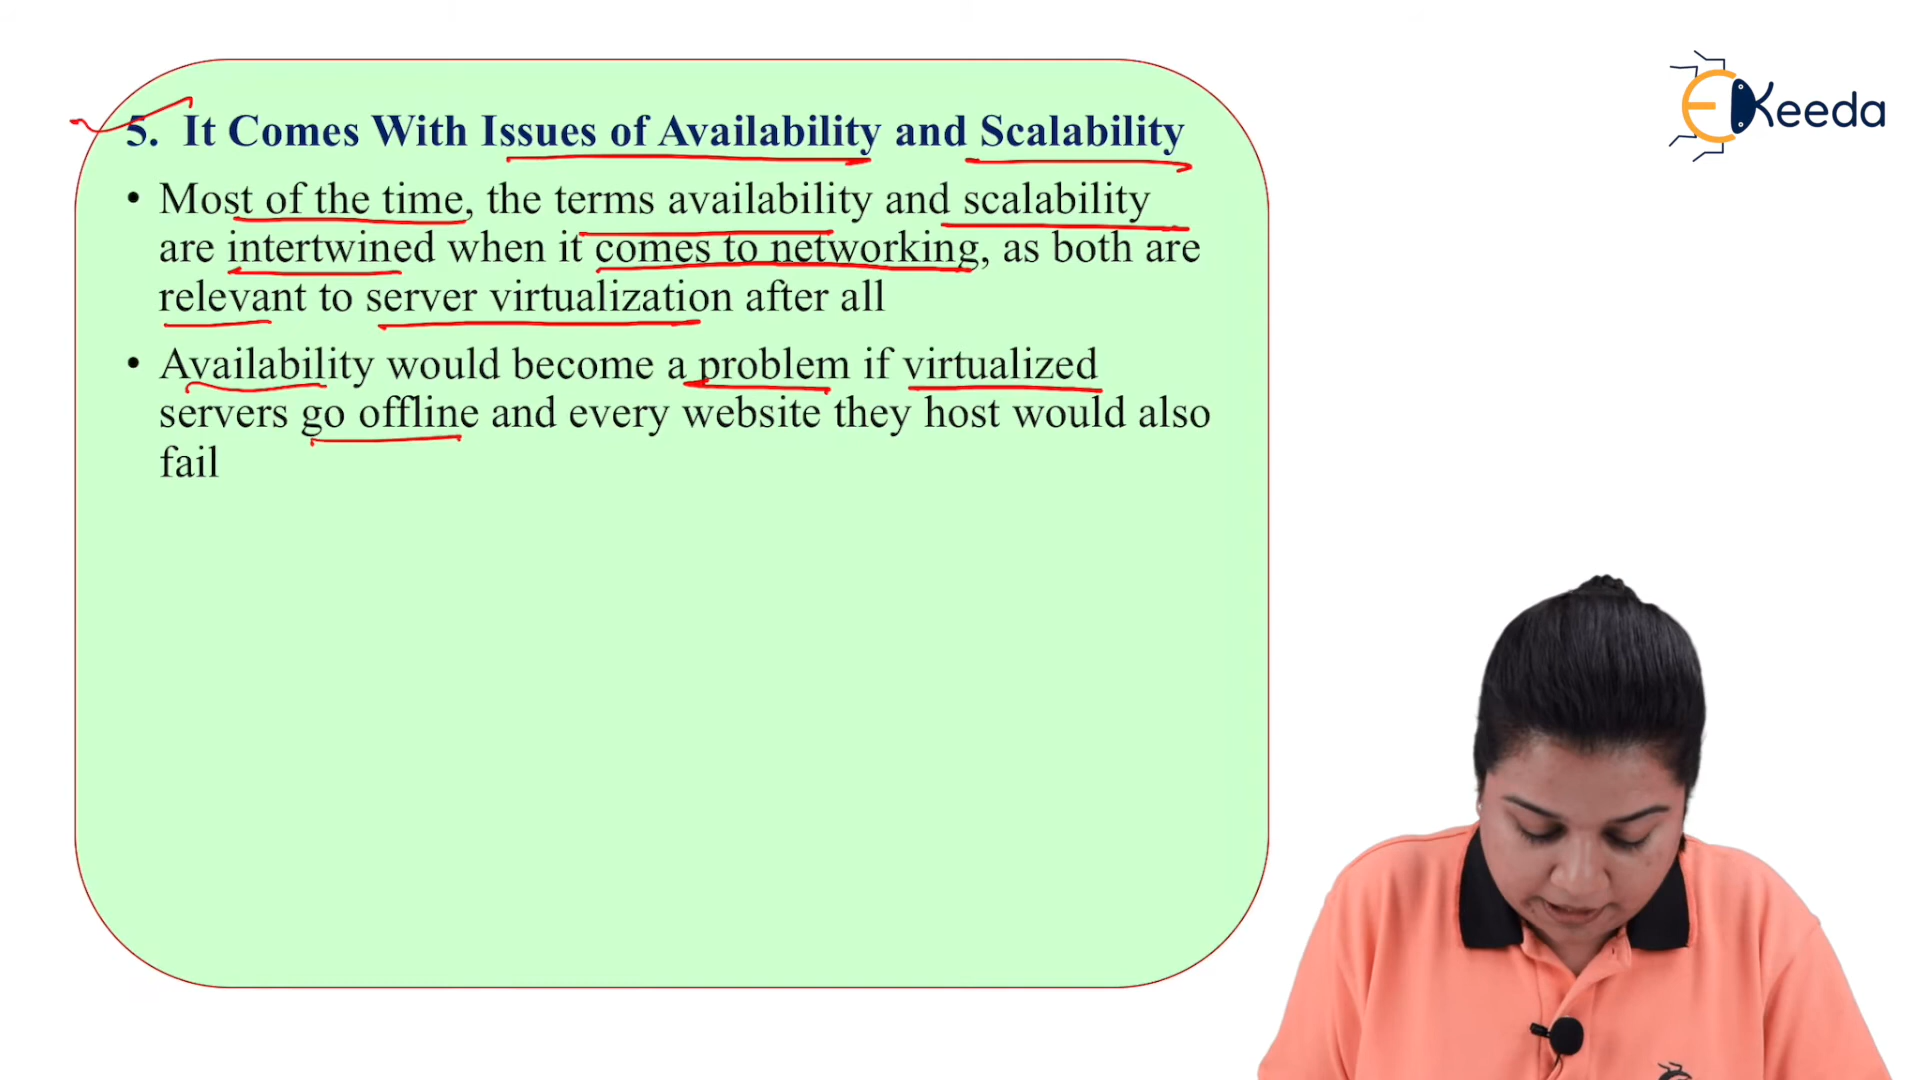 5. It Comes With Issues of Availability and Scalability
• Most of the time, the terms availability and scalability
are intertwined when it comes to networking, as both are
relevant to server virtualization after all
• Availability would become a problem if virtualized
servers go offline and every website they host would also
fail
EKeeda